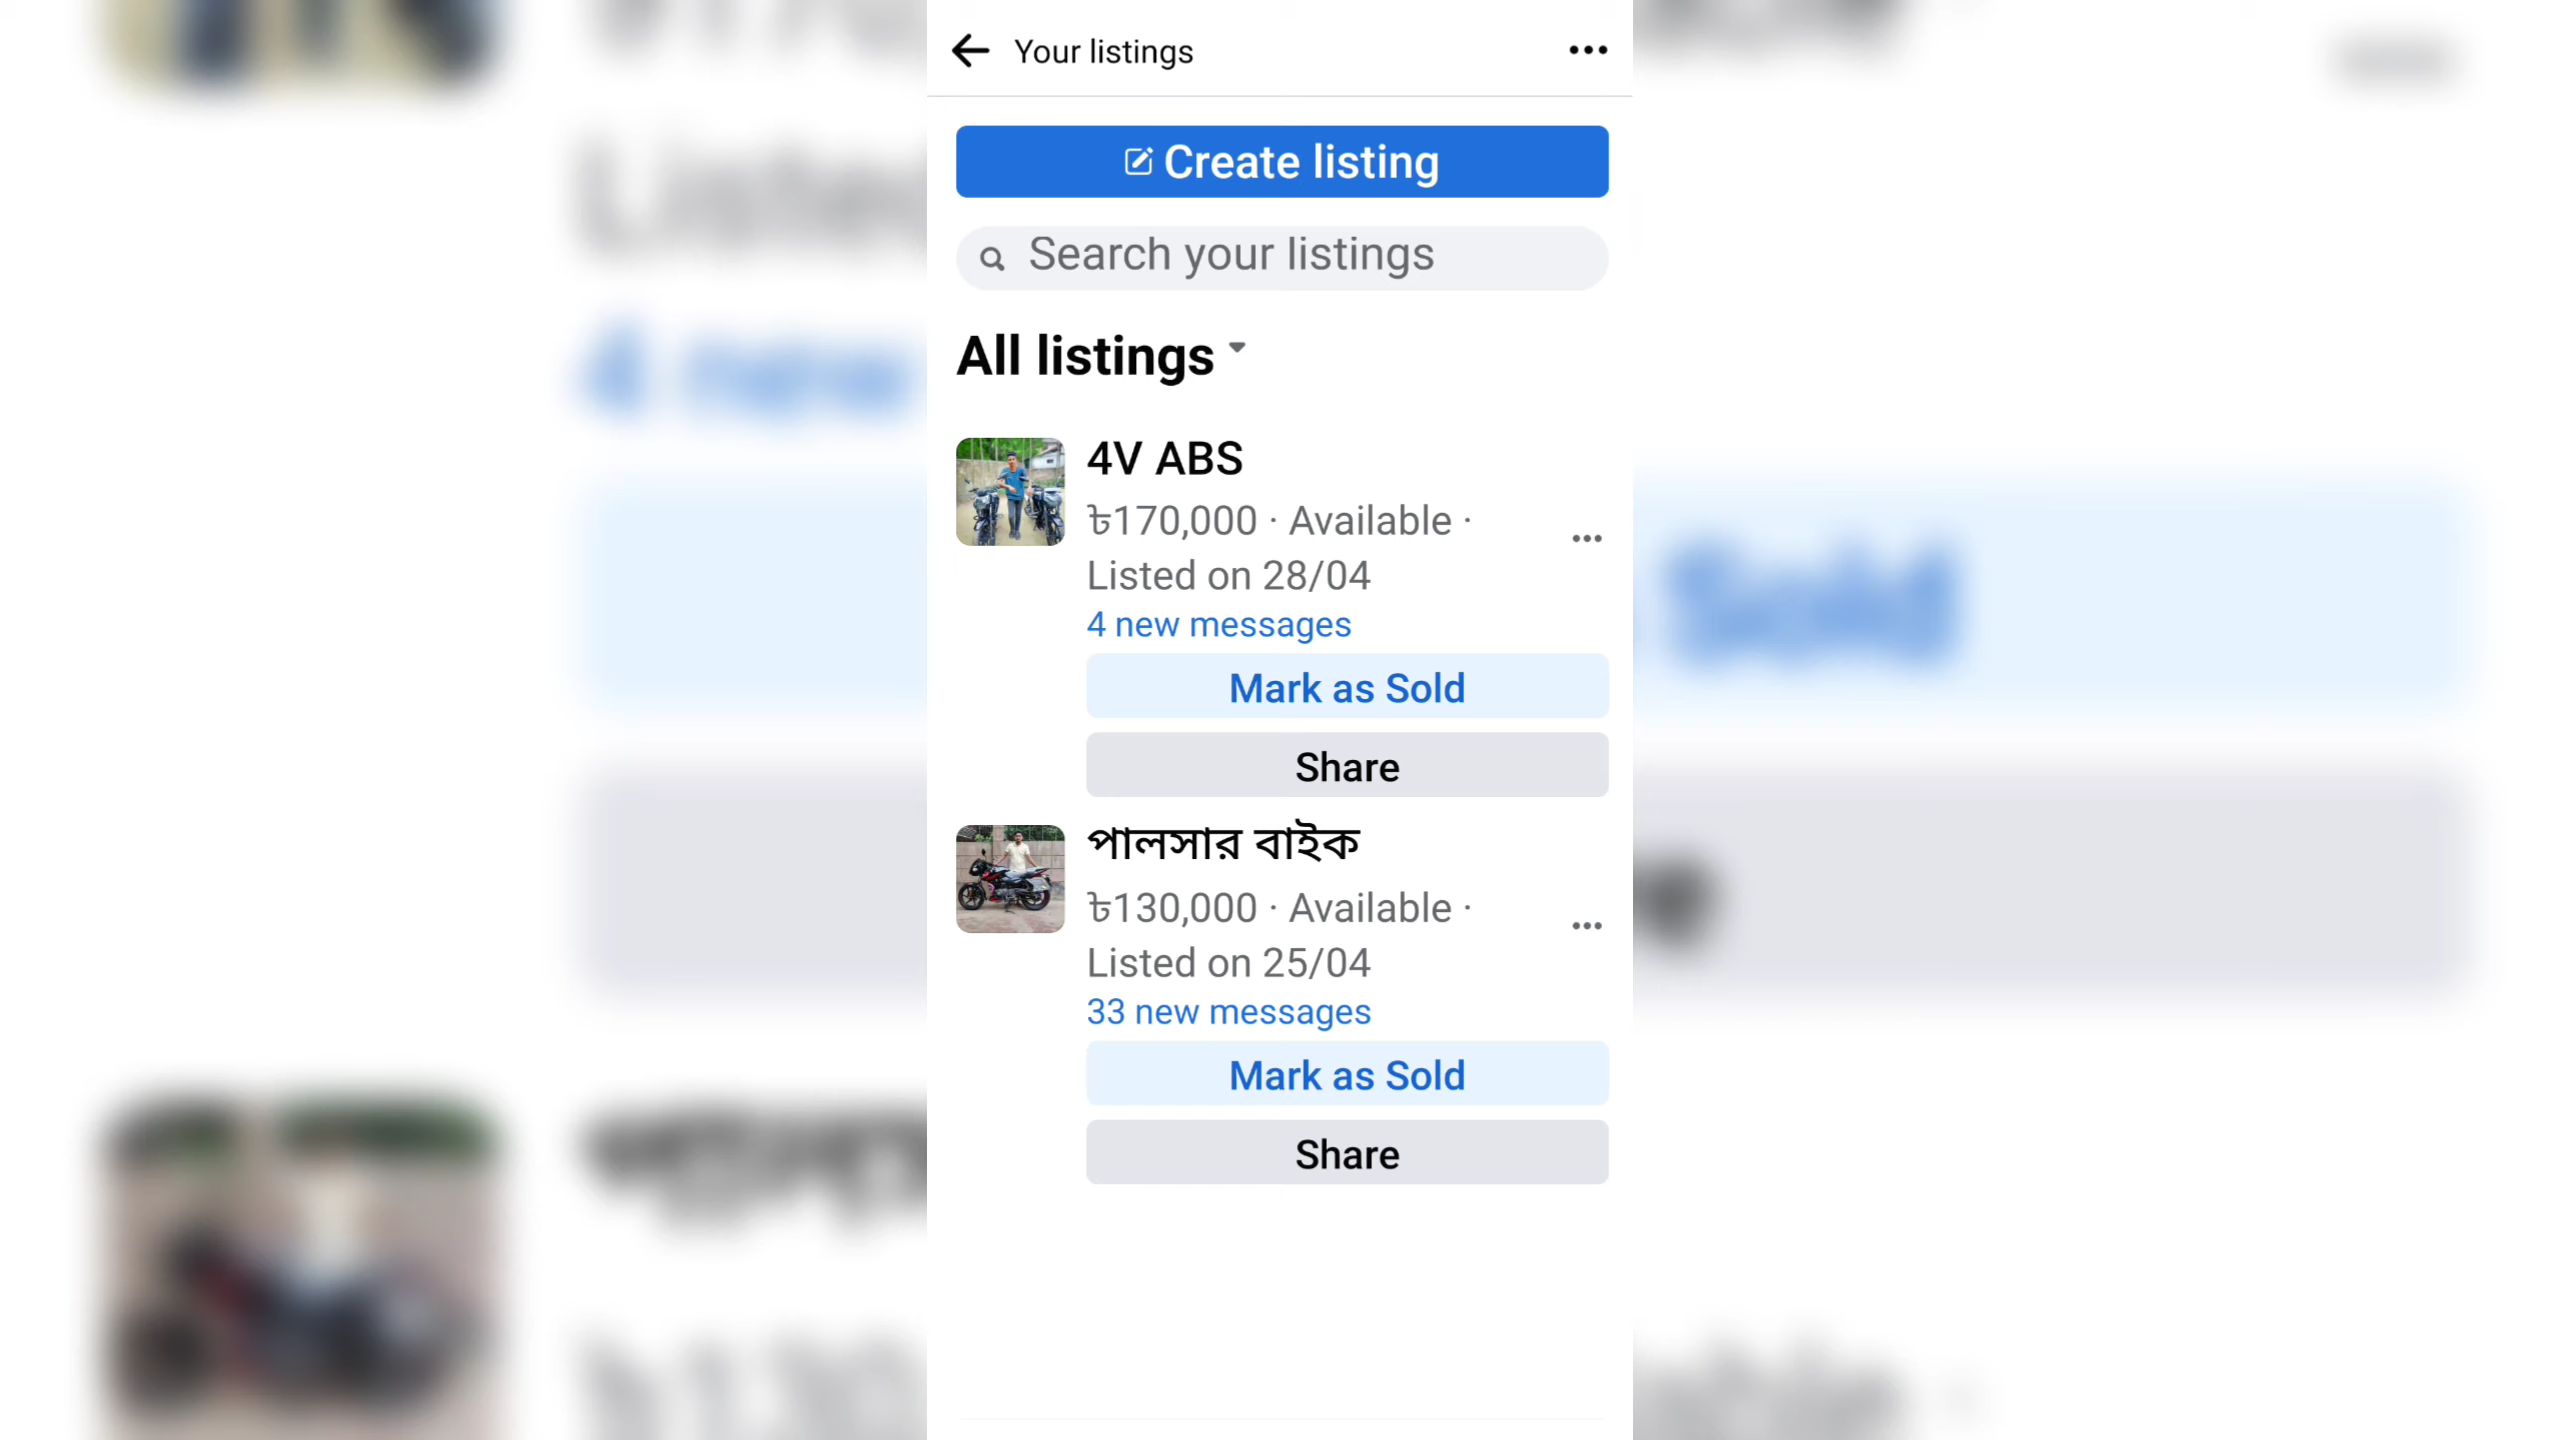 Your listings
Create listing
Search your listings
All listings
4V ABS
৳170,000 · Available ·
Listed on 28/04
4 new messages
Mark as Sold
Share
পালসার বাইক
৳130,000 · Available ·
Listed on 25/04
33 new messages
Mark as Sold
Share